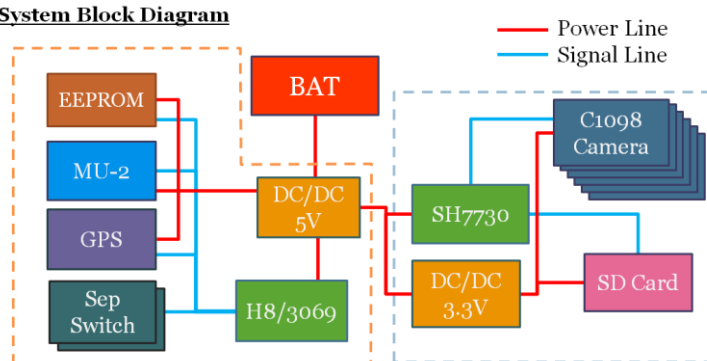 System Block Diagram
Power Line
Signal Line
EEPROM
BAT
C1098
Camera
MU-2
DC/DC
5V
SH7730
GPS
DC/DC
3.3V
SD Card
Sep
Switch
H8/3069